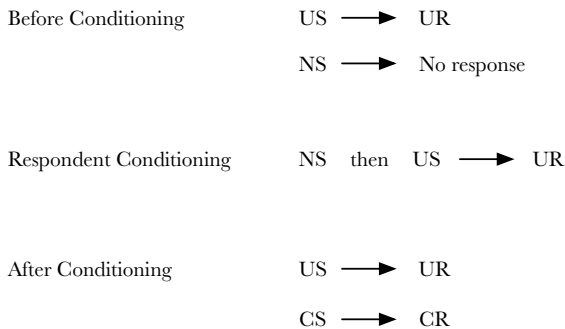 Before Conditioning US UR
NS No response
Respondent Conditioning NS then US UR
After Conditioning US UR
CS CR